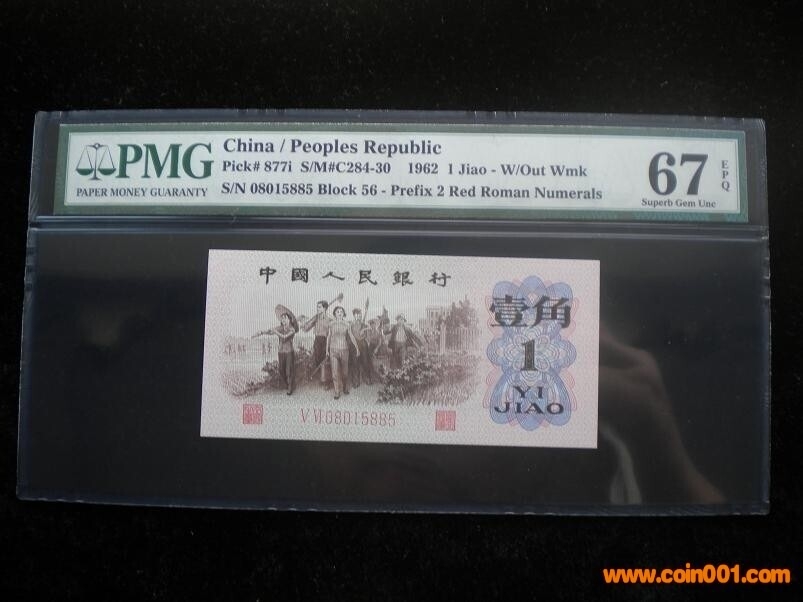 PMG
PAPER MONEY GUARANTY
China / Peoples Republic
Pick# 877i S/M#C284-30 1962 1 Jiao - W/Out Wmk
S/N 08015885 Block 56 - Prefix 2 Red Roman Numerals
67
EPQ
Superb Gem Unc
中國人民銀行
壹角
1
YI
JIAO
V VI 08015885
www.coin001.com